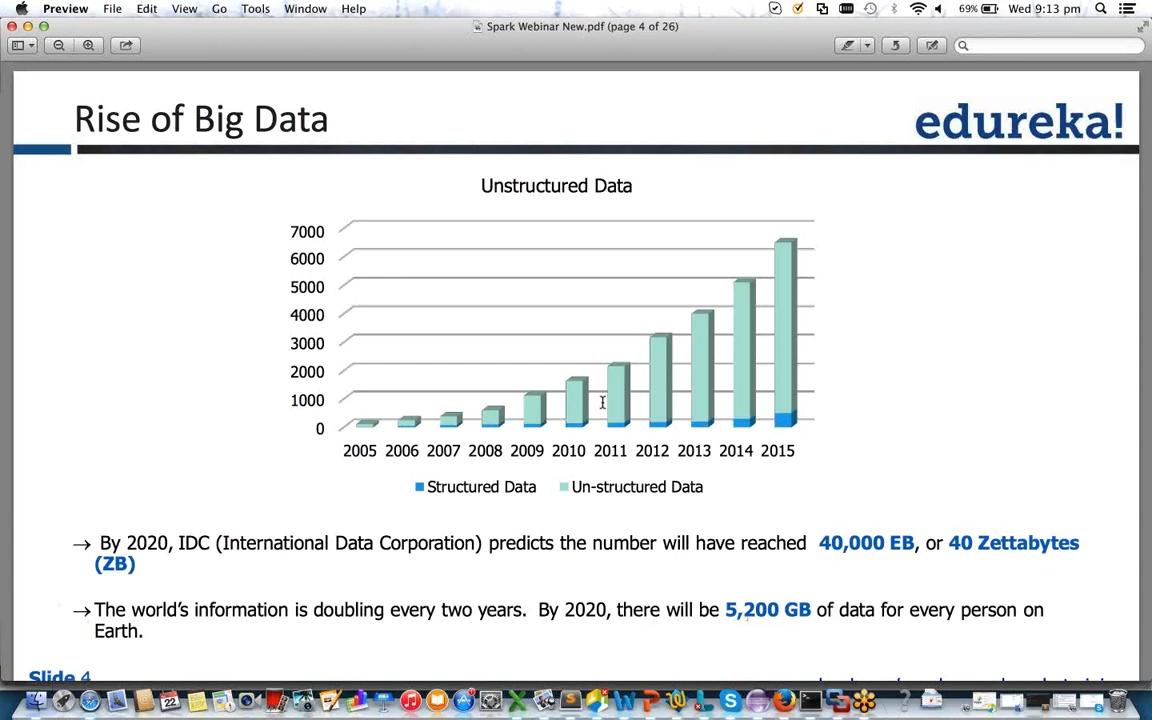 Preview File Edit View Go Tools Window Help 69% Wed 9:13 pm
Spark Webinar New.pdf (page 4 of 26)
Rise of Big Data
edureka!
Unstructured Data
7000
6000
5000
4000
3000
2000
1000
0
2005 2006 2007 2008 2009 2010 2011 2012 2013 2014 2015
Structured Data Un-structured Data
→ By 2020, IDC (International Data Corporation) predicts the number will have reached 40,000 EB, or 40 Zettabytes
(ZB)
→ The world's information is doubling every two years. By 2020, there will be 5,200 GB of data for every person on
Earth.
Slide 4
22